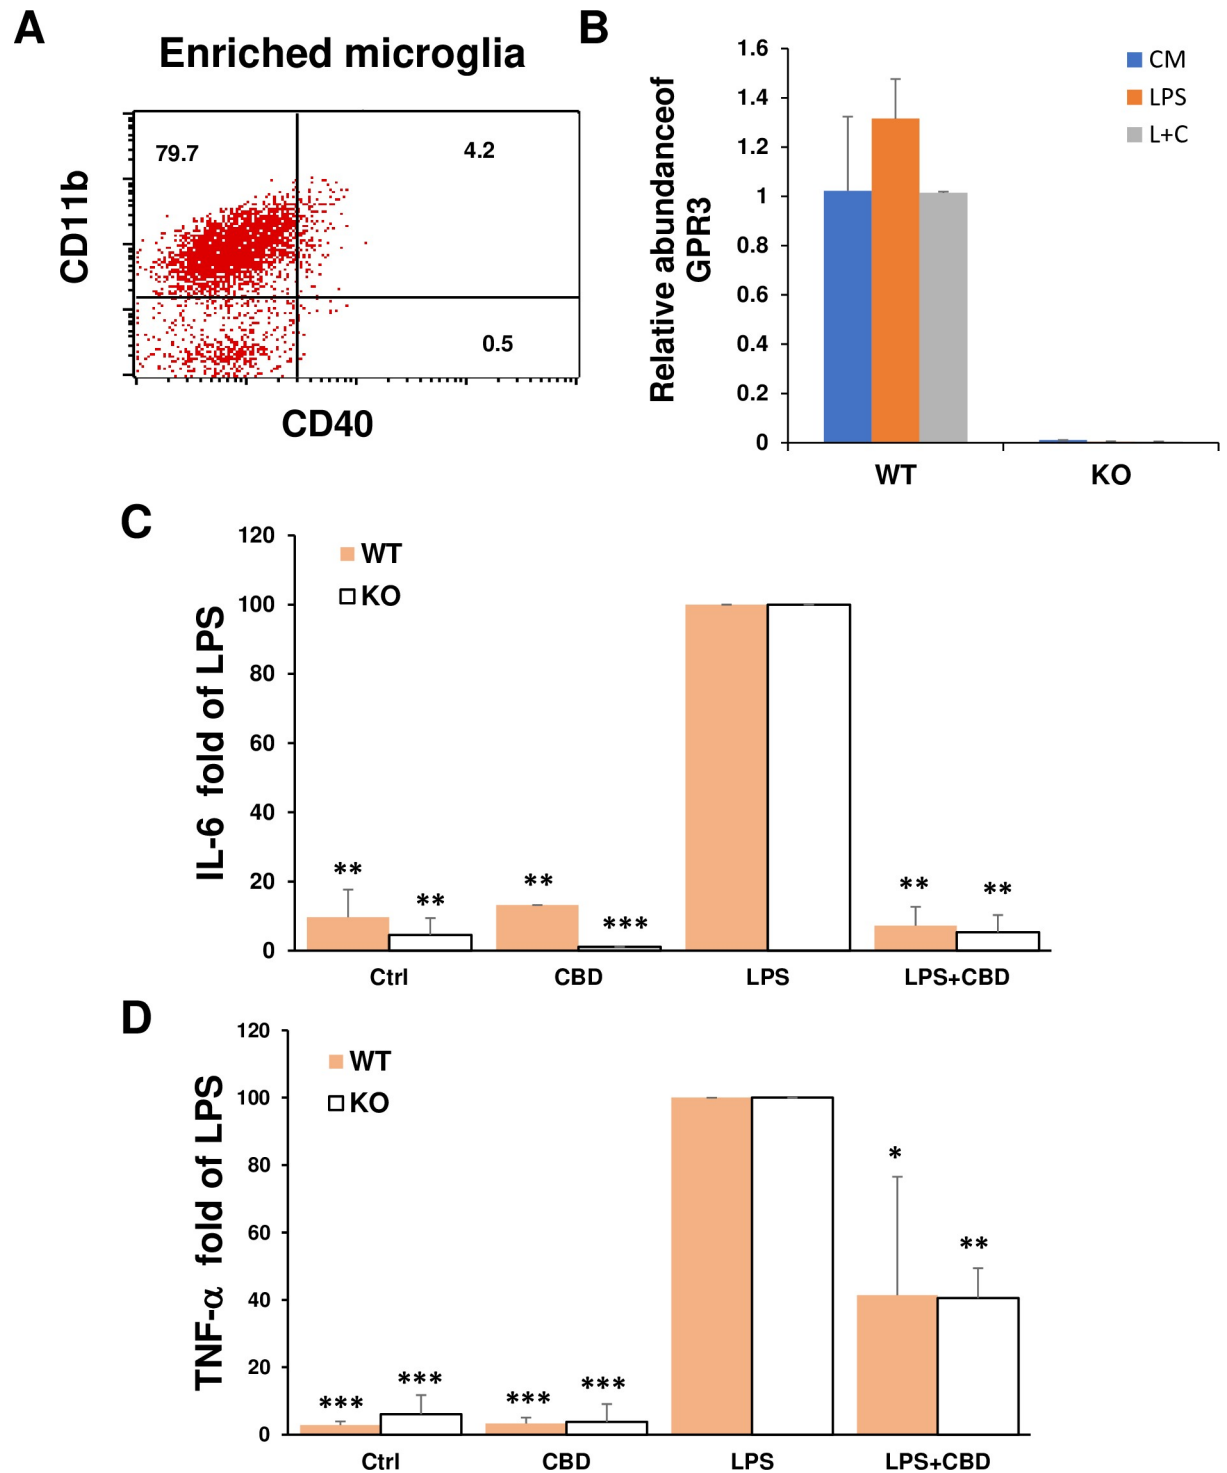 A
Enriched microglia
79.7
4.2
0.5
CD11b
CD40
B
1.6
1.4
1.2
1
0.8
0.6
0.4
0.2
0
Relative abundanceof
GPR3
CM
LPS
L+C
WT
KO
C
120
100
80
60
40
20
0
IL-6 fold of LPS
WT
KO
**
**
**
***
**
**
Ctrl
CBD
LPS
LPS+CBD
D
120
100
80
60
40
20
0
TNF-α fold of LPS
WT
KO
***
***
***
***
*
**
Ctrl
CBD
LPS
LPS+CBD